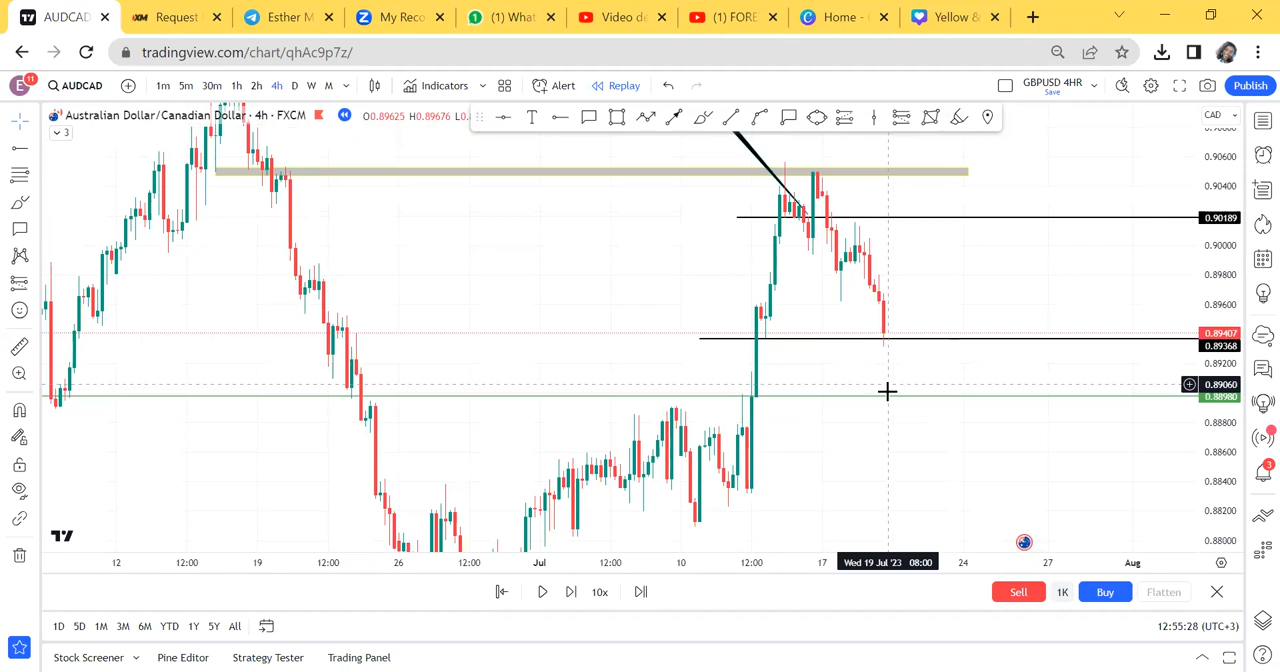 AUDCAD
Request
Esther M
My Reco
(1) What
Video de
(1) FORE
Home -
Yellow &
tradingview.com/chart/qhAc9p7z/
E
11
AUDCAD
1m 5m 30m 1h 2h 4h D W M
Indicators
Alert
Replay
GBPUSD 4HR
Save
Publish
Australian Dollar/Canadian Dollar · 4h · FXCM
O0.89625 H0.89676 L0.
3
CAD
0.90600
0.90400
0.90189
0.90000
0.89800
0.89600
0.89407
0.89368
0.89200
0.89060
0.88980
0.88800
0.88600
0.88400
0.88200
0.88000
3
12 12:00 19 12:00 26 12:00 Jul 12:00 10 12:00 17 Wed 19 Jul '23 08:00 24 27 Aug
10x
Sell
1K
Buy
Flatten
1D 5D 1M 3M 6M YTD 1Y 5Y All
12:55:28 (UTC+3)
Stock Screener
Pine Editor
Strategy Tester
Trading Panel